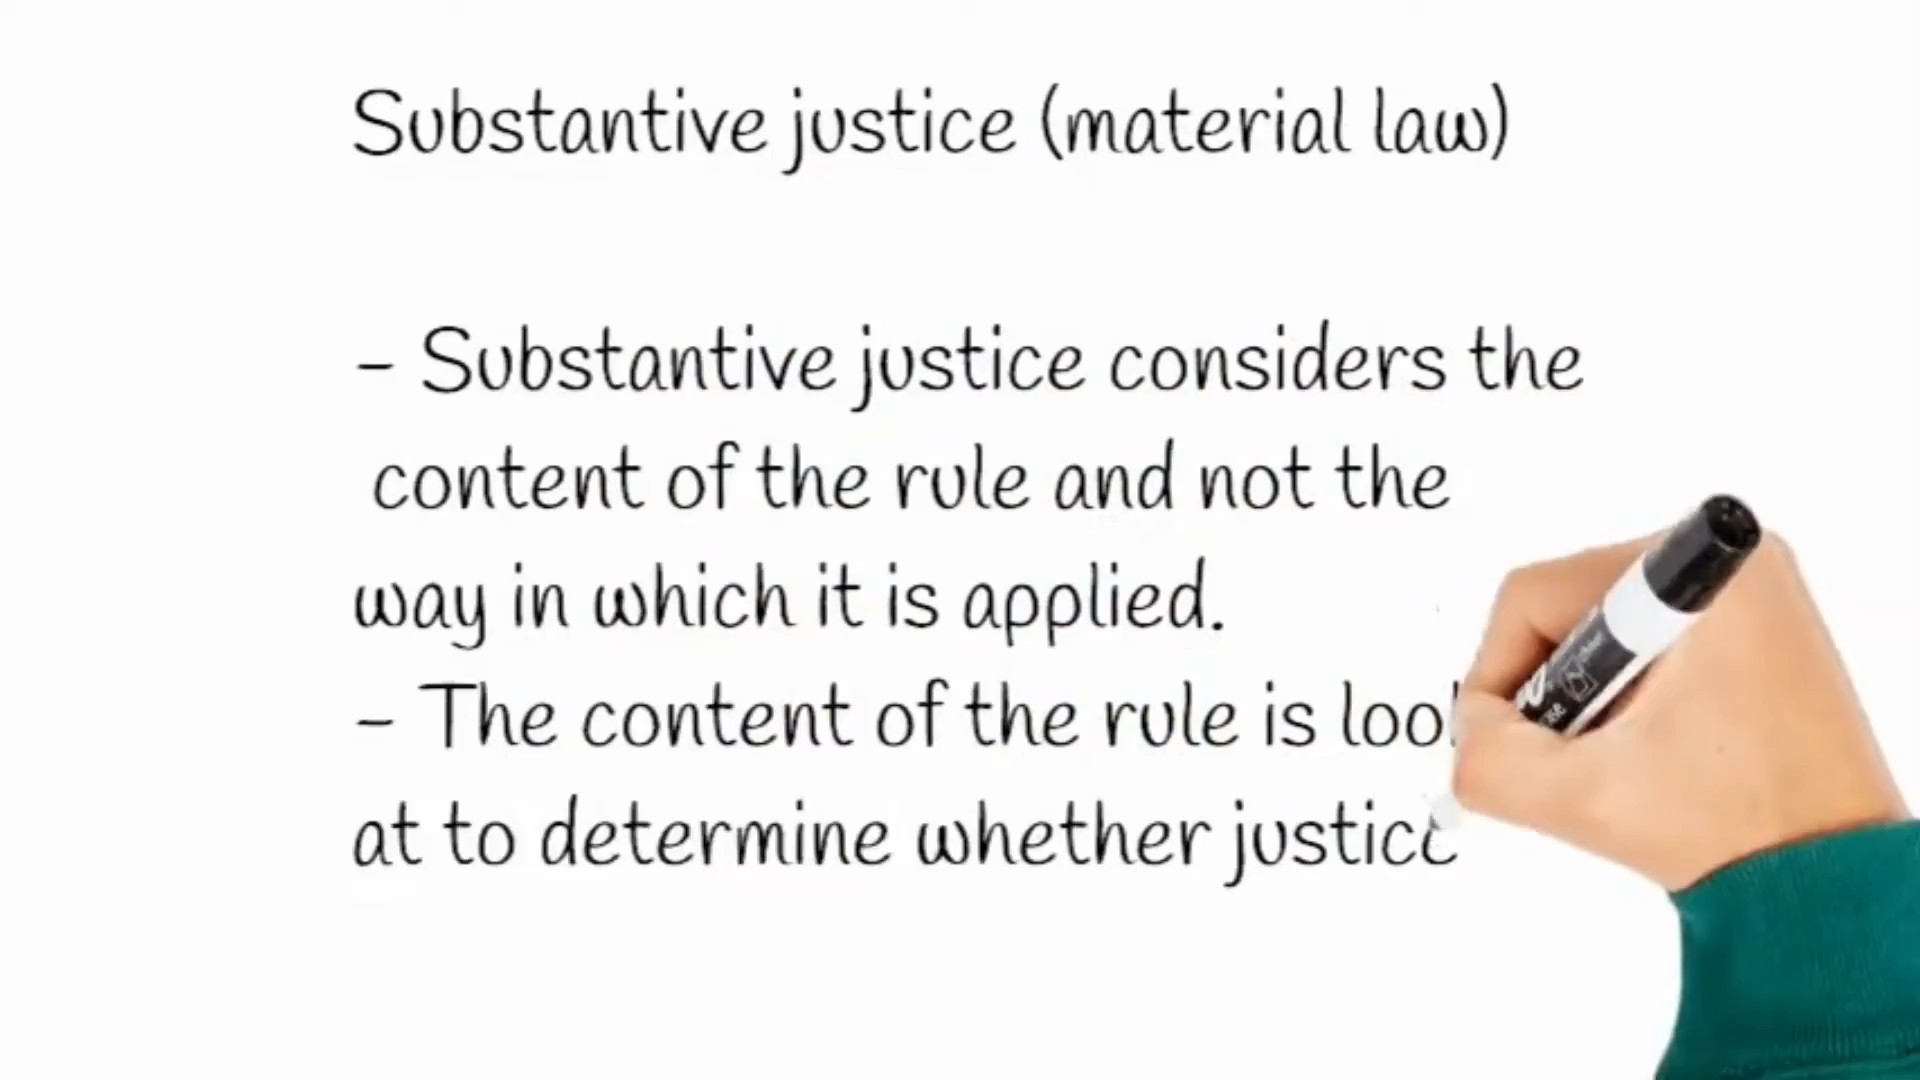 Substantive justice (material law)
- Substantive justice considers the
content of the rule and not the
way in which it is applied.
- The content of the rule is
at to determine whether justice